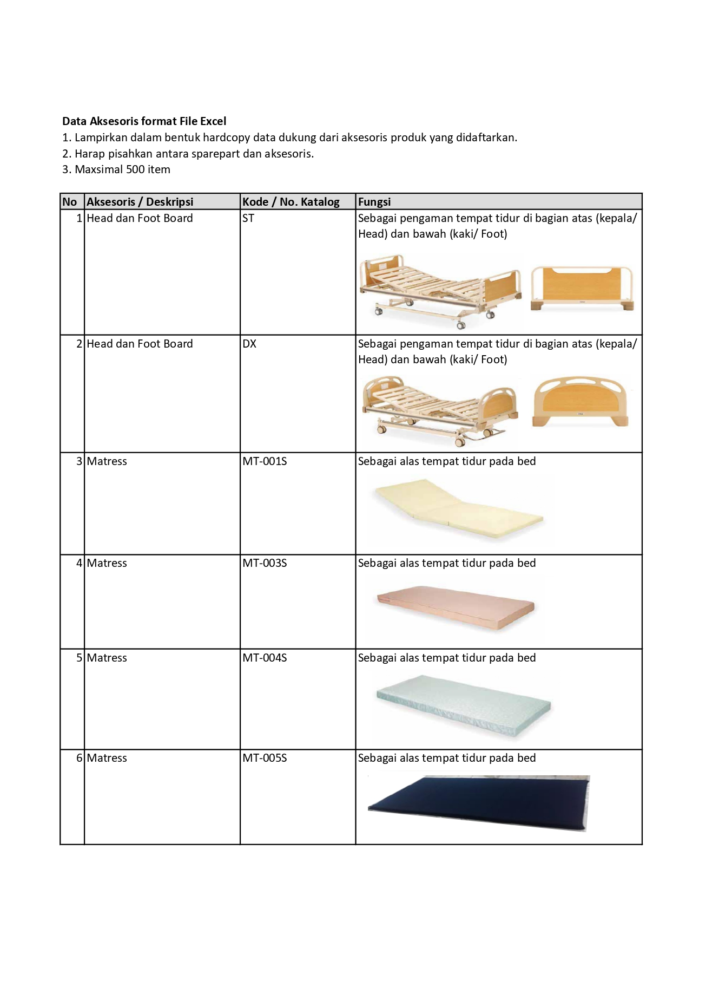 Data Aksesoris format File Excel
1. Lampirkan dalam bentuk hardcopy data dukung dari aksesoris produk yang didaftarkan.
2. Harap pisahkan antara sparepart dan aksesoris.
3. Maxsimal 500 item
No Aksesoris / Deskripsi Kode / No. Katalog Fungsi
1 Head dan Foot Board ST Sebagai pengaman tempat tidur di bagian atas (kepala/
Head) dan bawah (kaki/ Foot)
2 Head dan Foot Board DX Sebagai pengaman tempat tidur di bagian atas (kepala/
Head) dan bawah (kaki/ Foot)
3 Matress MT-001S Sebagai alas tempat tidur pada bed
4 Matress MT-003S Sebagai alas tempat tidur pada bed
5 Matress MT-004S Sebagai alas tempat tidur pada bed
6 Matress MT-005S Sebagai alas tempat tidur pada bed